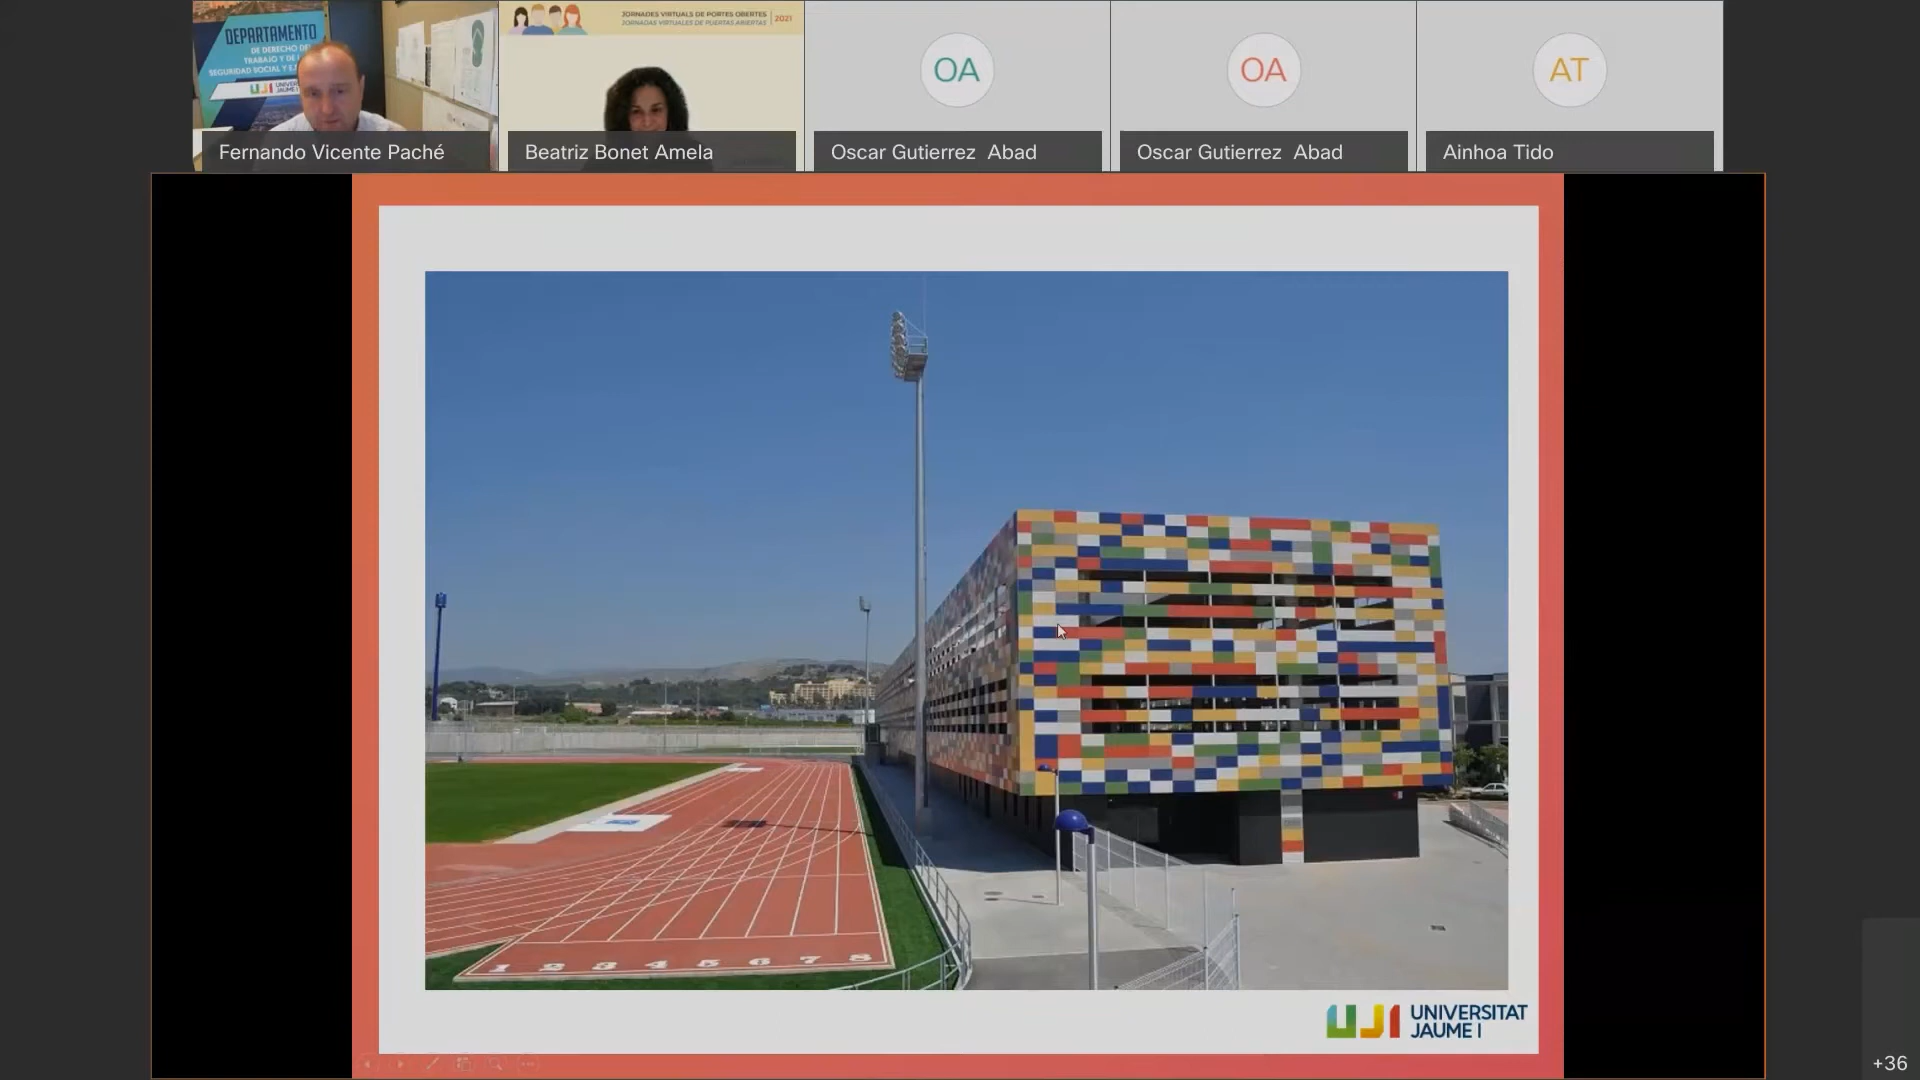 DEPARTAMENTO
DE DERECHO DEL
TRABAJO Y DE LA
SEGURIDAD SOCIAL Y
UJI
JORNADES VIRTUALS DE PORTES OBERTES
JORNADAS VIRTUALES DE PUERTAS ABIERTAS
2021
OA
OA
AT
Fernando Vicente Paché
Beatriz Bonet Amela
Oscar Gutierrez Abad
Oscar Gutierrez Abad
Ainhoa Tido
1 2 3 4 5 6 7 8
UJI UNIVERSITAT
JAUME I
+36